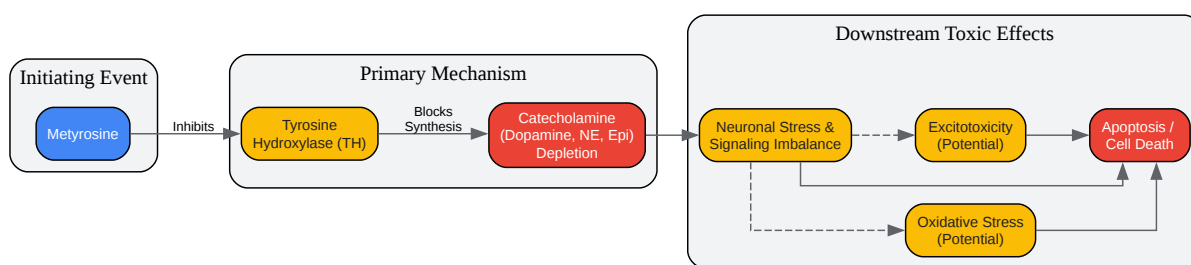 Downstream Toxic Effects
Initiating Event
Primary Mechanism
Metyrosine
Inhibits
Tyrosine
Hydroxylase (TH)
Blocks
Synthesis
Catecholamine
(Dopamine, NE, Epi)
Depletion
Neuronal Stress &
Signaling Imbalance
Excitotoxicity
(Potential)
Apoptosis /
Cell Death
Oxidative Stress
(Potential)